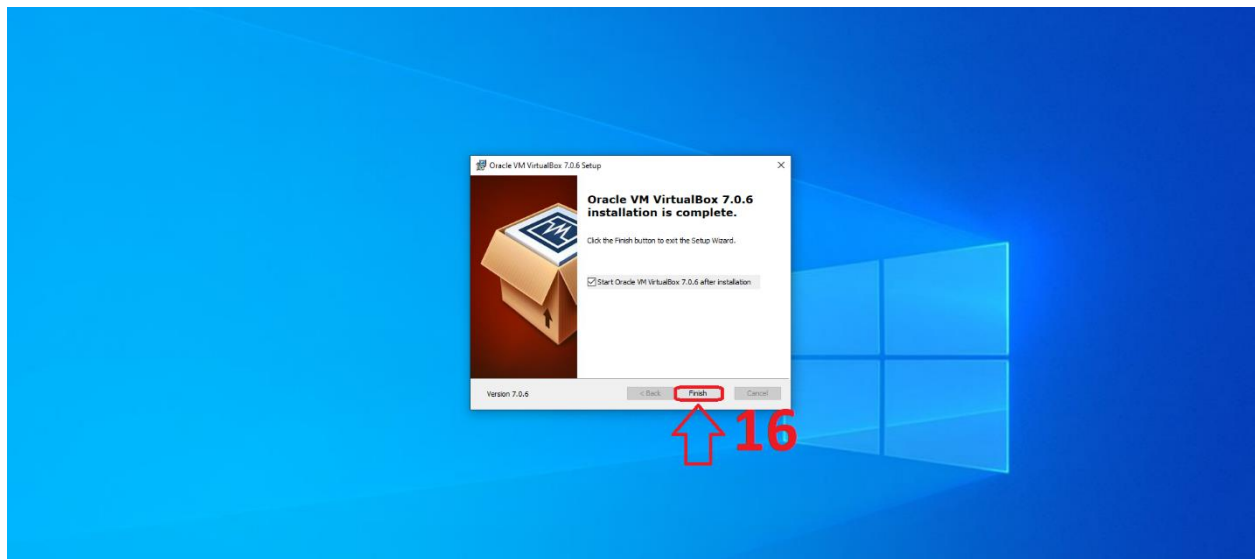 Oracle VM VirtualBox 7.0.6 Setup
Oracle VM VirtualBox 7.0.6
installation is complete.
Click the Finish button to exit the Setup Wizard.
Start Oracle VM VirtualBox 7.0.6 after installation
Version 7.0.6
< Back
Finish
Cancel
16